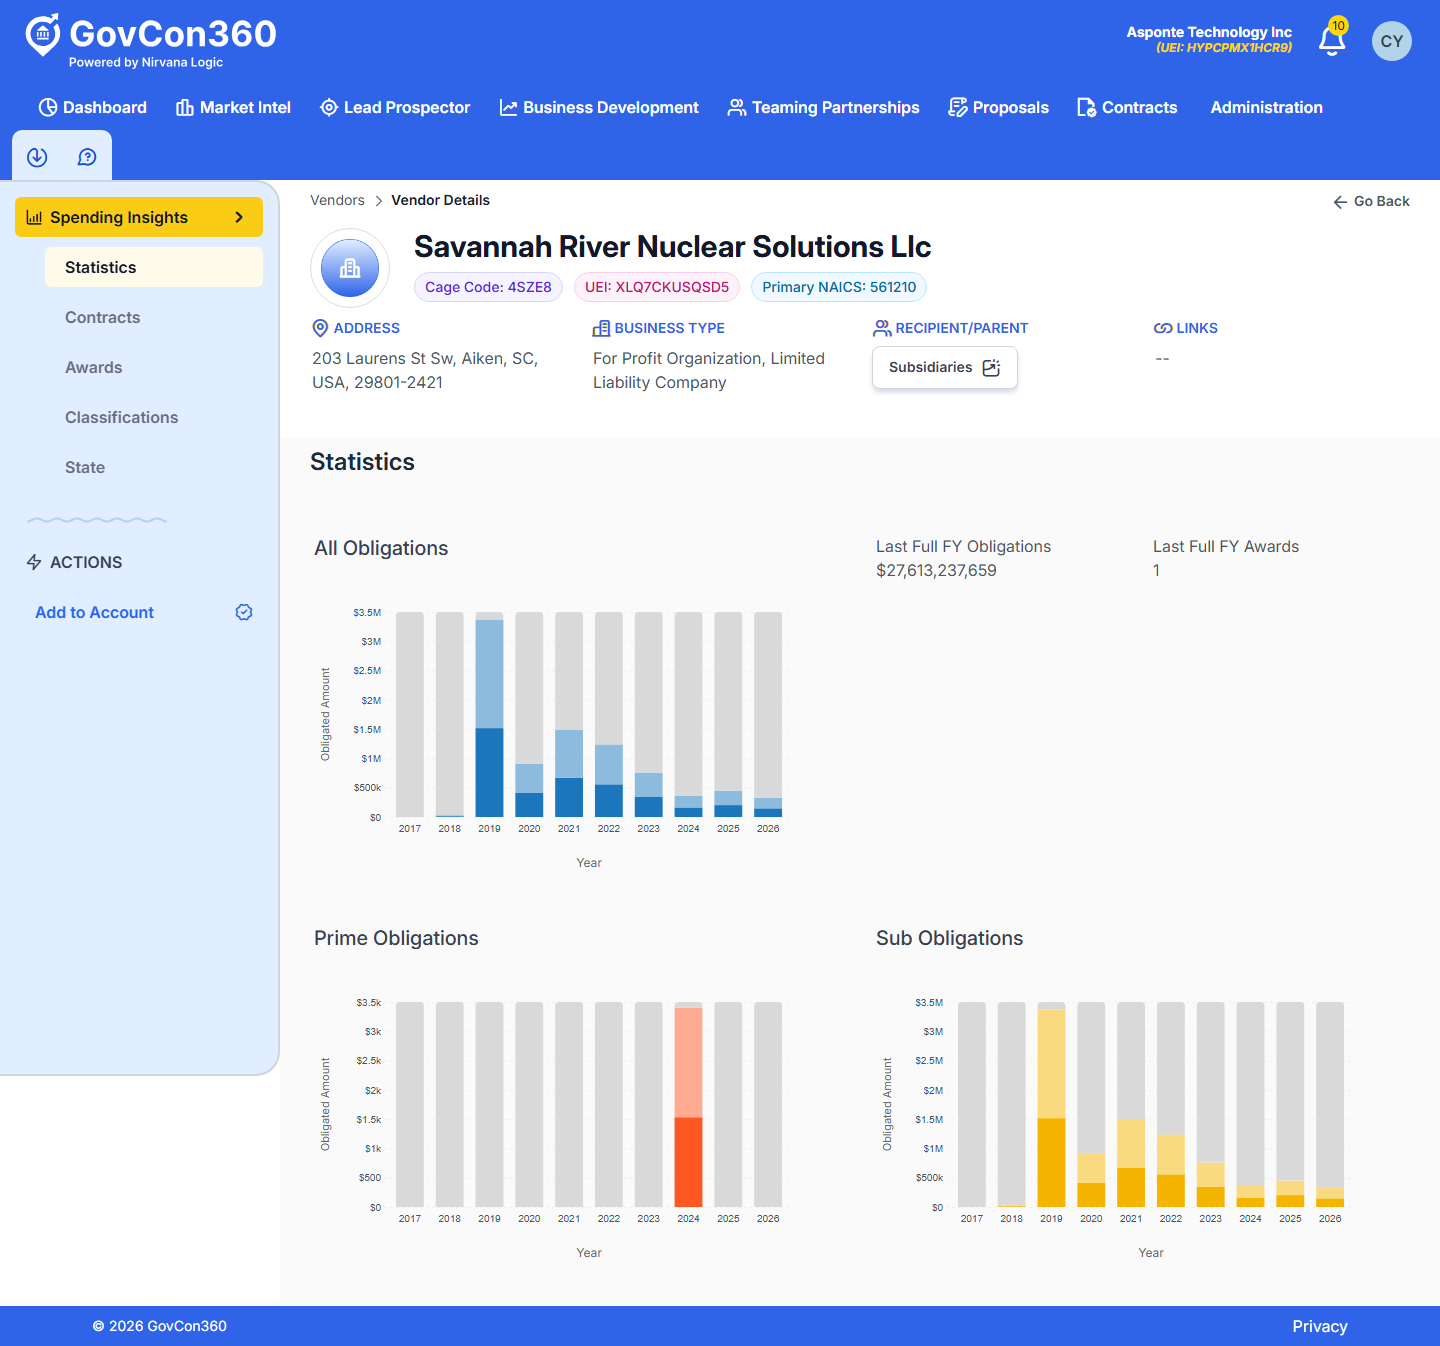 GovCon360
Powered by Nirvana Logic
Asponte Technology Inc
(UEI: HYPCPMX1HCR9)
10
CY
Dashboard
Market Intel
Lead Prospector
Business Development
Teaming Partnerships
Proposals
Contracts
Administration
Spending Insights
Statistics
Contracts
Awards
Classifications
State
ACTIONS
Add to Account
Vendors
Vendor Details
Go Back
Savannah River Nuclear Solutions Llc
Cage Code: 4SZE8
UEI: XLQ7CKUSQSD5
Primary NAICS: 561210
ADDRESS
203 Laurens St Sw, Aiken, SC,
USA, 29801-2421
BUSINESS TYPE
For Profit Organization, Limited
Liability Company
RECIPIENT/PARENT
Subsidiaries
LINKS
--
Statistics
All Obligations
Last Full FY Obligations
$27,613,237,659
Last Full FY Awards
1
Obligated Amount
$3.5M
$3M
$2.5M
$2M
$1.5M
$1M
$500k
$0
2017 2018 2019 2020 2021 2022 2023 2024 2025 2026
Year
Prime Obligations
Obligated Amount
$3.5k
$3k
$2.5k
$2k
$1.5k
$1k
$500
$0
2017 2018 2019 2020 2021 2022 2023 2024 2025 2026
Year
Sub Obligations
Obligated Amount
$3.5M
$3M
$2.5M
$2M
$1.5M
$1M
$500k
$0
2017 2018 2019 2020 2021 2022 2023 2024 2025 2026
Year
© 2026 GovCon360
Privacy